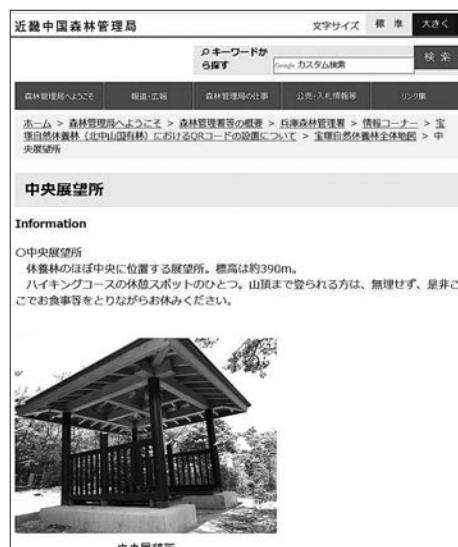 近畿中国森林管理局
文字サイズ 標準 大きく
キーワードか
ら探す
Google カスタム検索
検索
森林管理局へようこそ 報道・広報 森林管理局の仕事 公売・入札情報等 リンク集
ホーム > 森林管理局へようこそ > 森林管理署等の概要 > 兵庫森林管理署 > 情報コーナー > 宝
塚自然休養林（北中山国有林）におけるQRコードの設置について > 宝塚自然休養林全体地図 > 中
央展望所
中央展望所
Information
○中央展望所
休養林のほぼ中央に位置する展望所。標高は約390m。
ハイキングコースの休憩スポットのひとつ。山頂まで登られる方は、無理せず、是非こ
こでお食事等をとりながらお休みください。
中央展望所